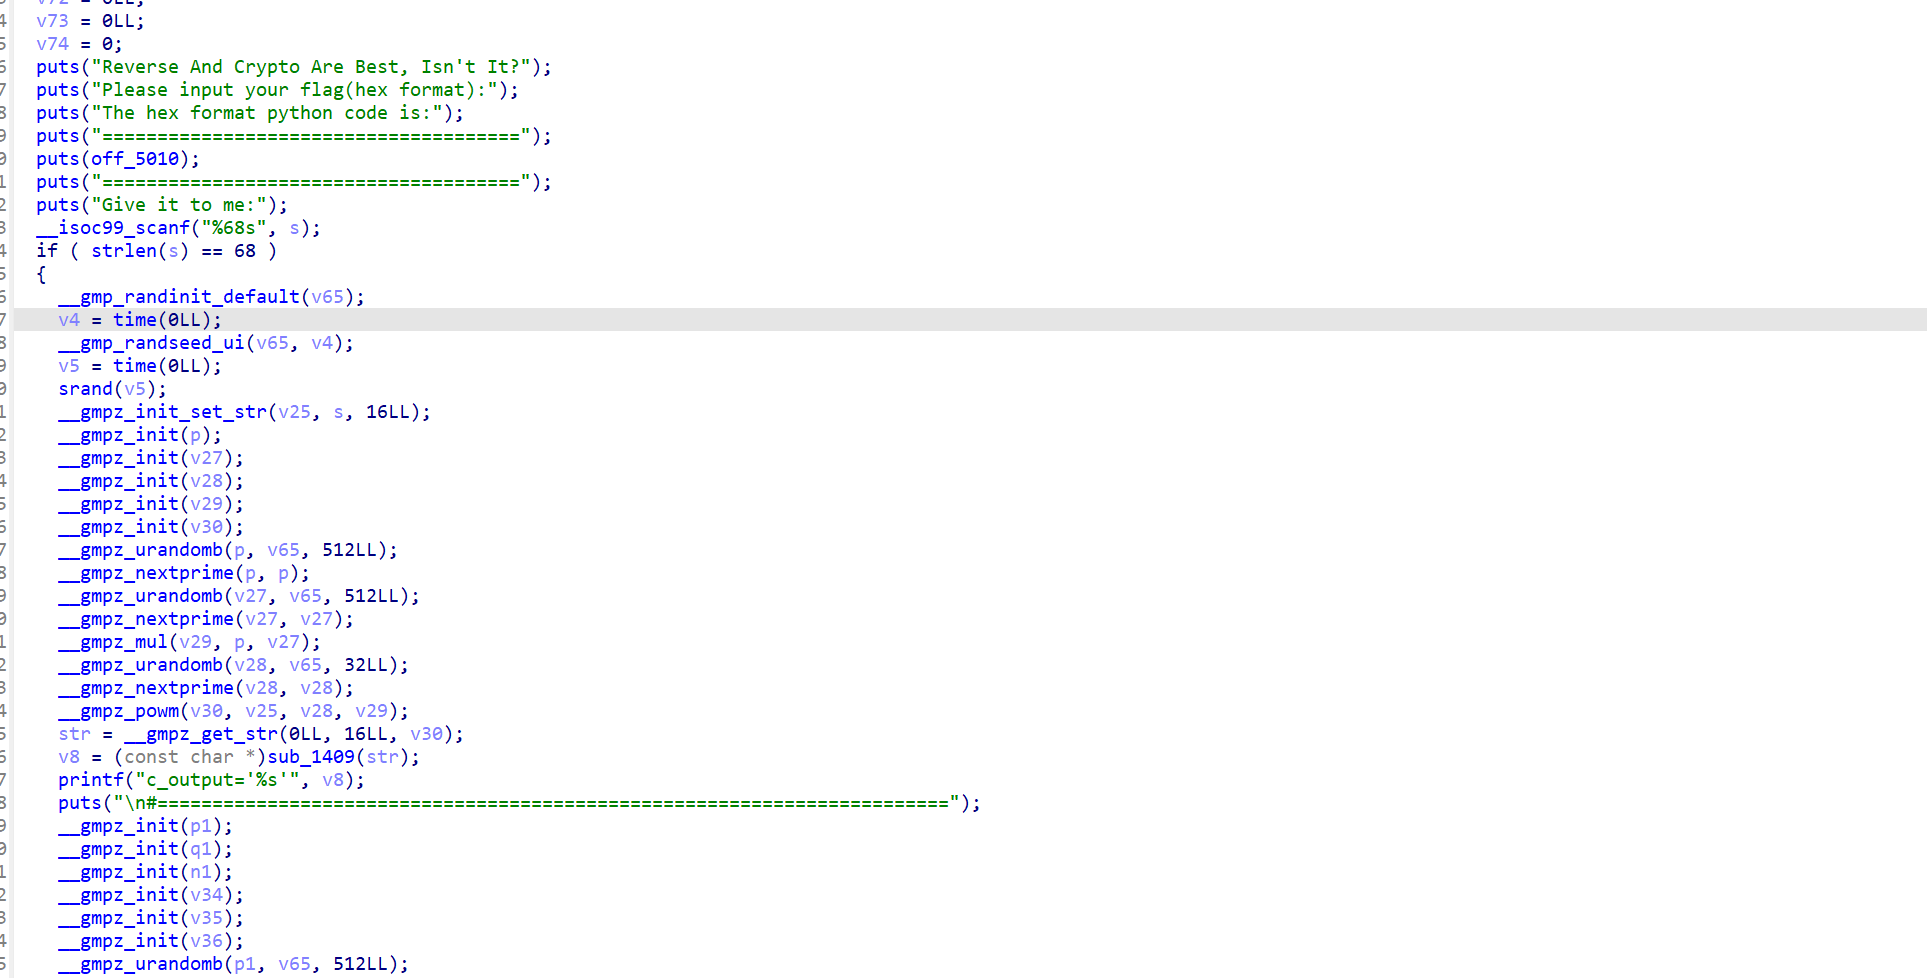 v72 = 0LL;
v73 = 0LL;
v74 = 0;
puts("Reverse And Crypto Are Best, Isn't It?");
puts("Please input your flag(hex format):");
puts("The hex format python code is:");
puts("======================================");
puts(off_5010);
puts("======================================");
puts("Give it to me:");
__isoc99_scanf("%68s", s);
if ( strlen(s) == 68 )
{
__gmp_randinit_default(v65);
v4 = time(0LL);
__gmp_randseed_ui(v65, v4);
v5 = time(0LL);
srand(v5);
__gmpz_init_set_str(v25, s, 16LL);
__gmpz_init(p);
__gmpz_init(v27);
__gmpz_init(v28);
__gmpz_init(v29);
__gmpz_init(v30);
__gmpz_urandomb(p, v65, 512LL);
__gmpz_nextprime(p, p);
__gmpz_urandomb(v27, v65, 512LL);
__gmpz_nextprime(v27, v27);
__gmpz_mul(v29, p, v27);
__gmpz_urandomb(v28, v65, 32LL);
__gmpz_nextprime(v28, v28);
__gmpz_powm(v30, v25, v28, v29);
str = __gmpz_get_str(0LL, 16LL, v30);
v8 = (const char *)sub_1409(str);
printf("c_output='%s'", v8);
puts("\n#========================================================================");
__gmpz_init(p1);
__gmpz_init(q1);
__gmpz_init(n1);
__gmpz_init(v34);
__gmpz_init(v35);
__gmpz_init(v36);
__gmpz_urandomb(p1, v65, 512LL);